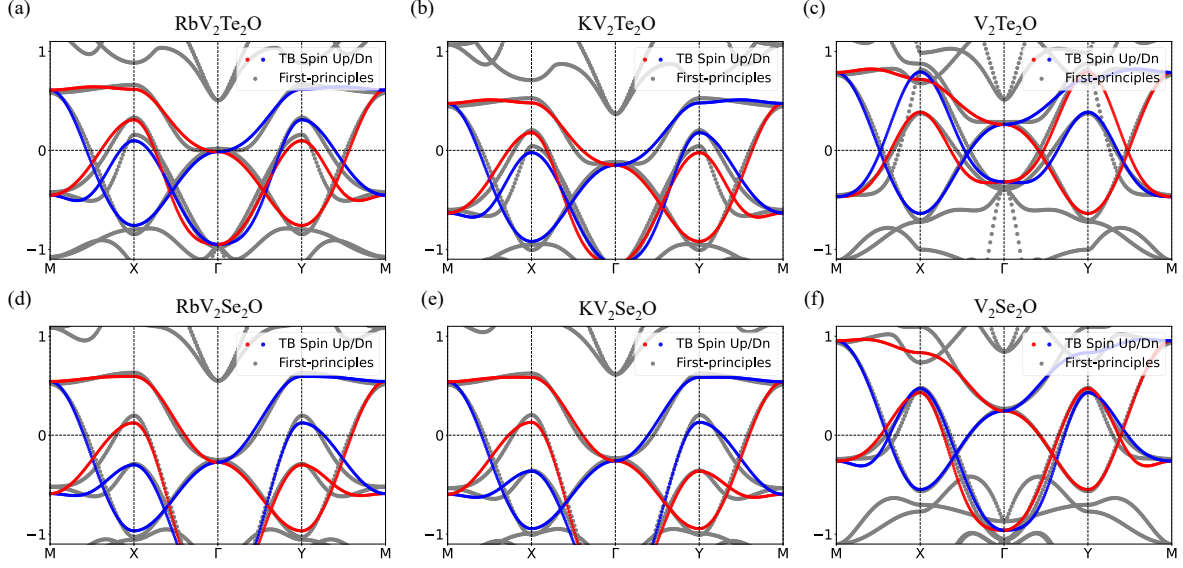 (a)
RbV₂Te₂O
1
0
−1
TB Spin Up/Dn
First-principles
M X Γ Y M
(b)
KV₂Te₂O
1
0
−1
TB Spin Up/Dn
First-principles
M X Γ Y M
(c)
V₂Te₂O
1
0
−1
TB Spin Up/Dn
First-principles
M X Γ Y M
(d)
RbV₂Se₂O
1
0
−1
TB Spin Up/Dn
First-principles
M X Γ Y M
(e)
KV₂Se₂O
1
0
−1
TB Spin Up/Dn
First-principles
M X Γ Y M
(f)
V₂Se₂O
1
0
−1
TB Spin Up/Dn
First-principles
M X Γ Y M